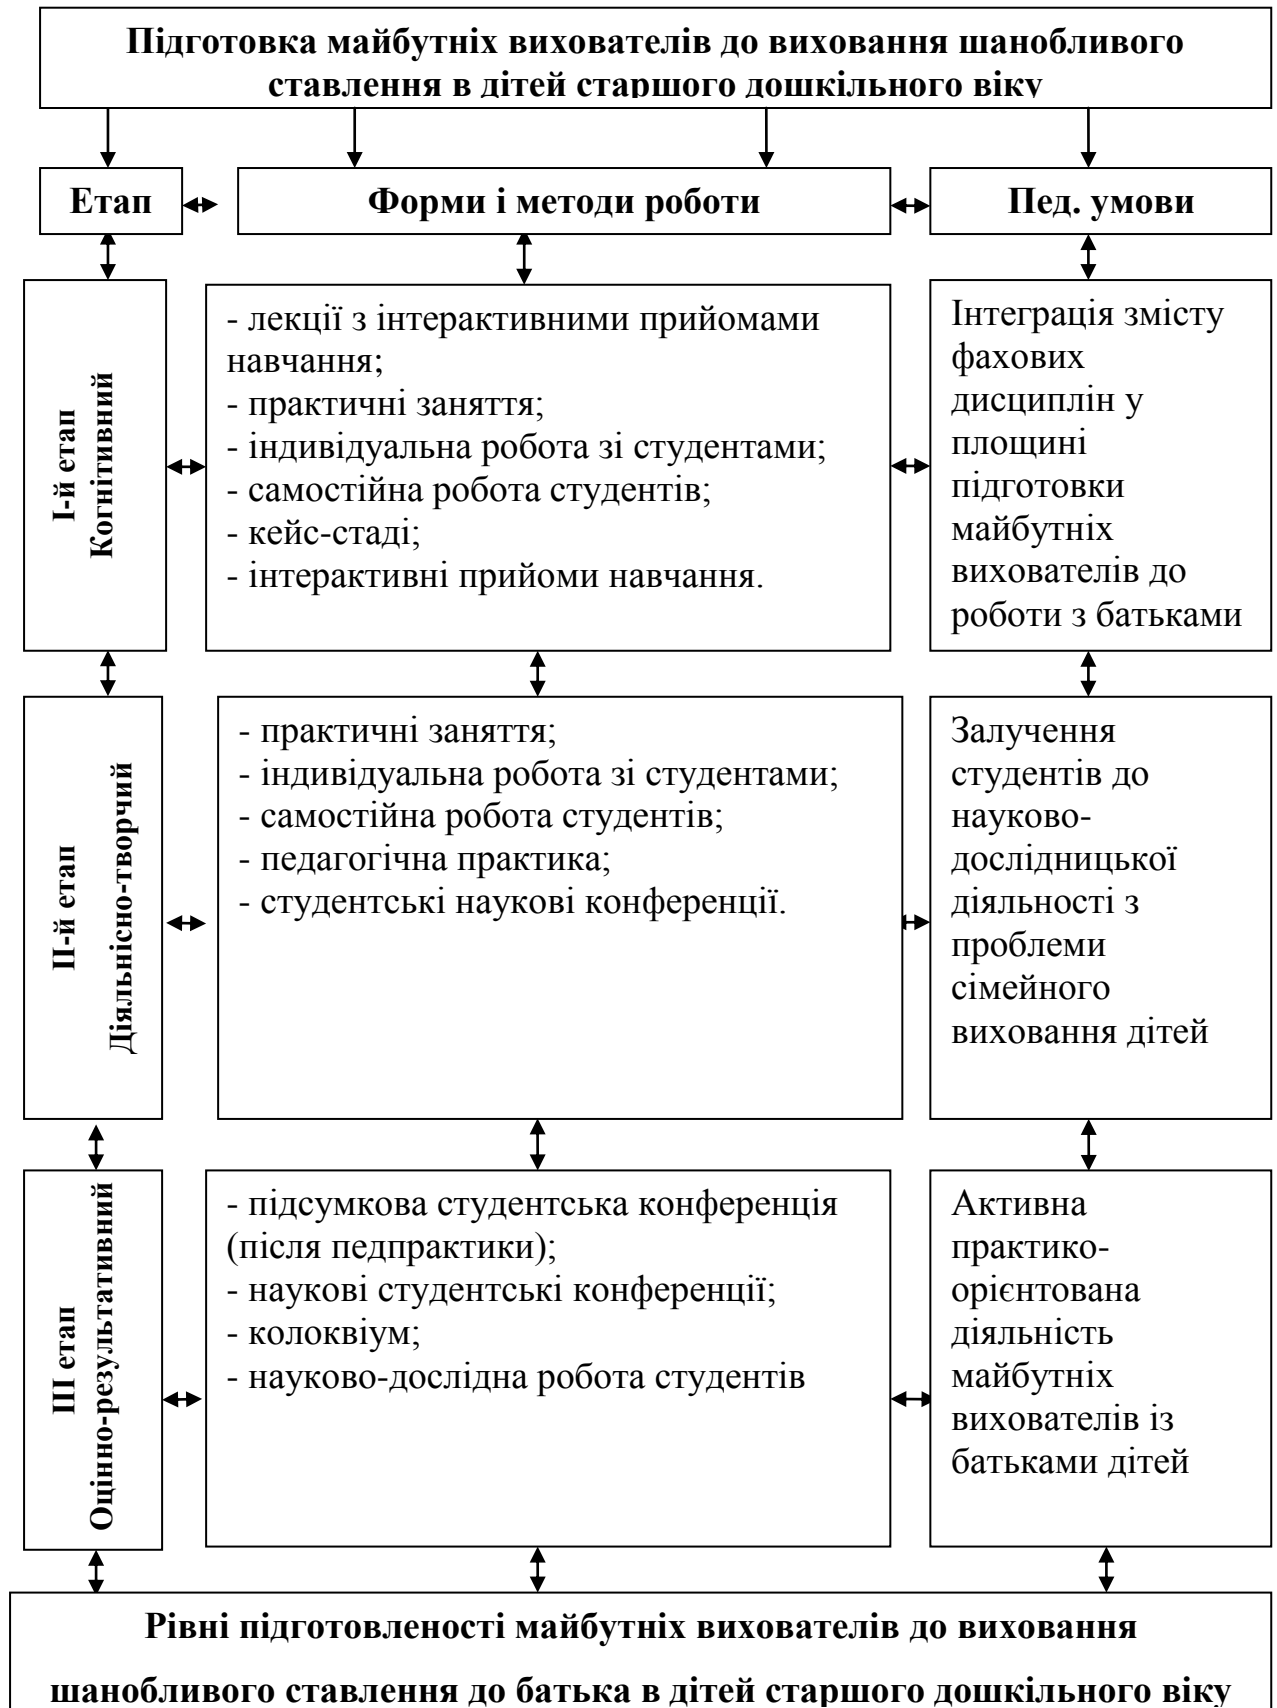 Підготовка майбутніх вихователів до виховання шанобливого
ставлення в дітей старшого дошкільного віку
Етап
Форми і методи роботи
Пед. умови
І-й етап
Когнітивний
- лекції з інтерактивними прийомами
навчання;
- практичні заняття;
- індивідуальна робота зі студентами;
- самостійна робота студентів;
- кейс-стаді;
- інтерактивні прийоми навчання.
Інтеграція змісту
фахових
дисциплін у
площині
підготовки
майбутніх
вихователів до
роботи з батьками
ІІ-й етап
Діяльнісно-творчий
- практичні заняття;
- індивідуальна робота зі студентами;
- самостійна робота студентів;
- педагогічна практика;
- студентські наукові конференції.
Залучення
студентів до
науково-
дослідницької
діяльності з
проблеми
сімейного
виховання дітей
ІІІ етап
Оцінно-результативний
- підсумкова студентська конференція
(після педпрактики);
- наукові студентські конференції;
- колоквіум;
- науково-дослідна робота студентів
Активна
практико-
орієнтована
діяльність
майбутніх
вихователів із
батьками дітей
Рівні підготовленості майбутніх вихователів до виховання
шанобливого ставлення до батька в дітей старшого дошкільного віку